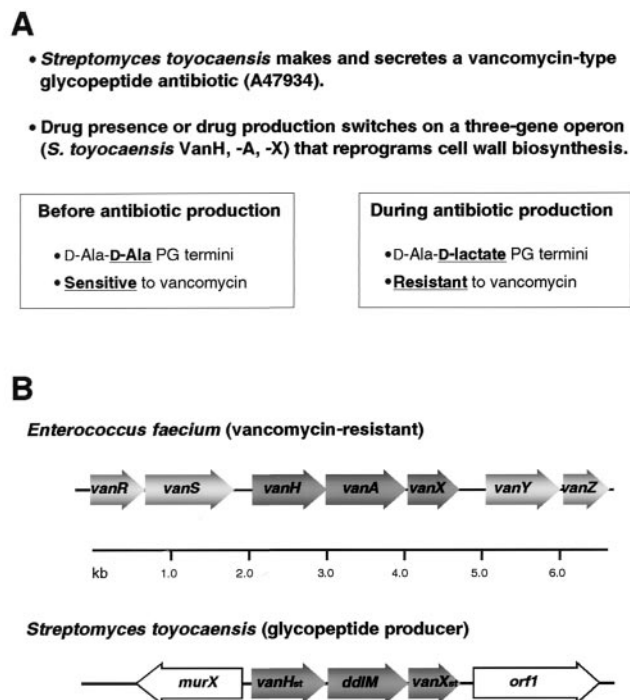 A
• Streptomyces toyocaensis makes and secretes a vancomycin-type
glycopeptide antibiotic (A47934).
• Drug presence or drug production switches on a three-gene operon
(S. toyocaensis VanH, -A, -X) that reprograms cell wall biosynthesis.
Before antibiotic production
• D-Ala-D-Ala PG termini
• Sensitive to vancomycin
During antibiotic production
• D-Ala-D-lactate PG termini
• Resistant to vancomycin
B
Enterococcus faecium (vancomycin-resistant)
vanR vanS vanH vanA vanX vanY vanZ
kb 1.0 2.0 3.0 4.0 5.0 6.0
Streptomyces toyocaensis (glycopeptide producer)
murX vanHst ddlM vanXst orf1